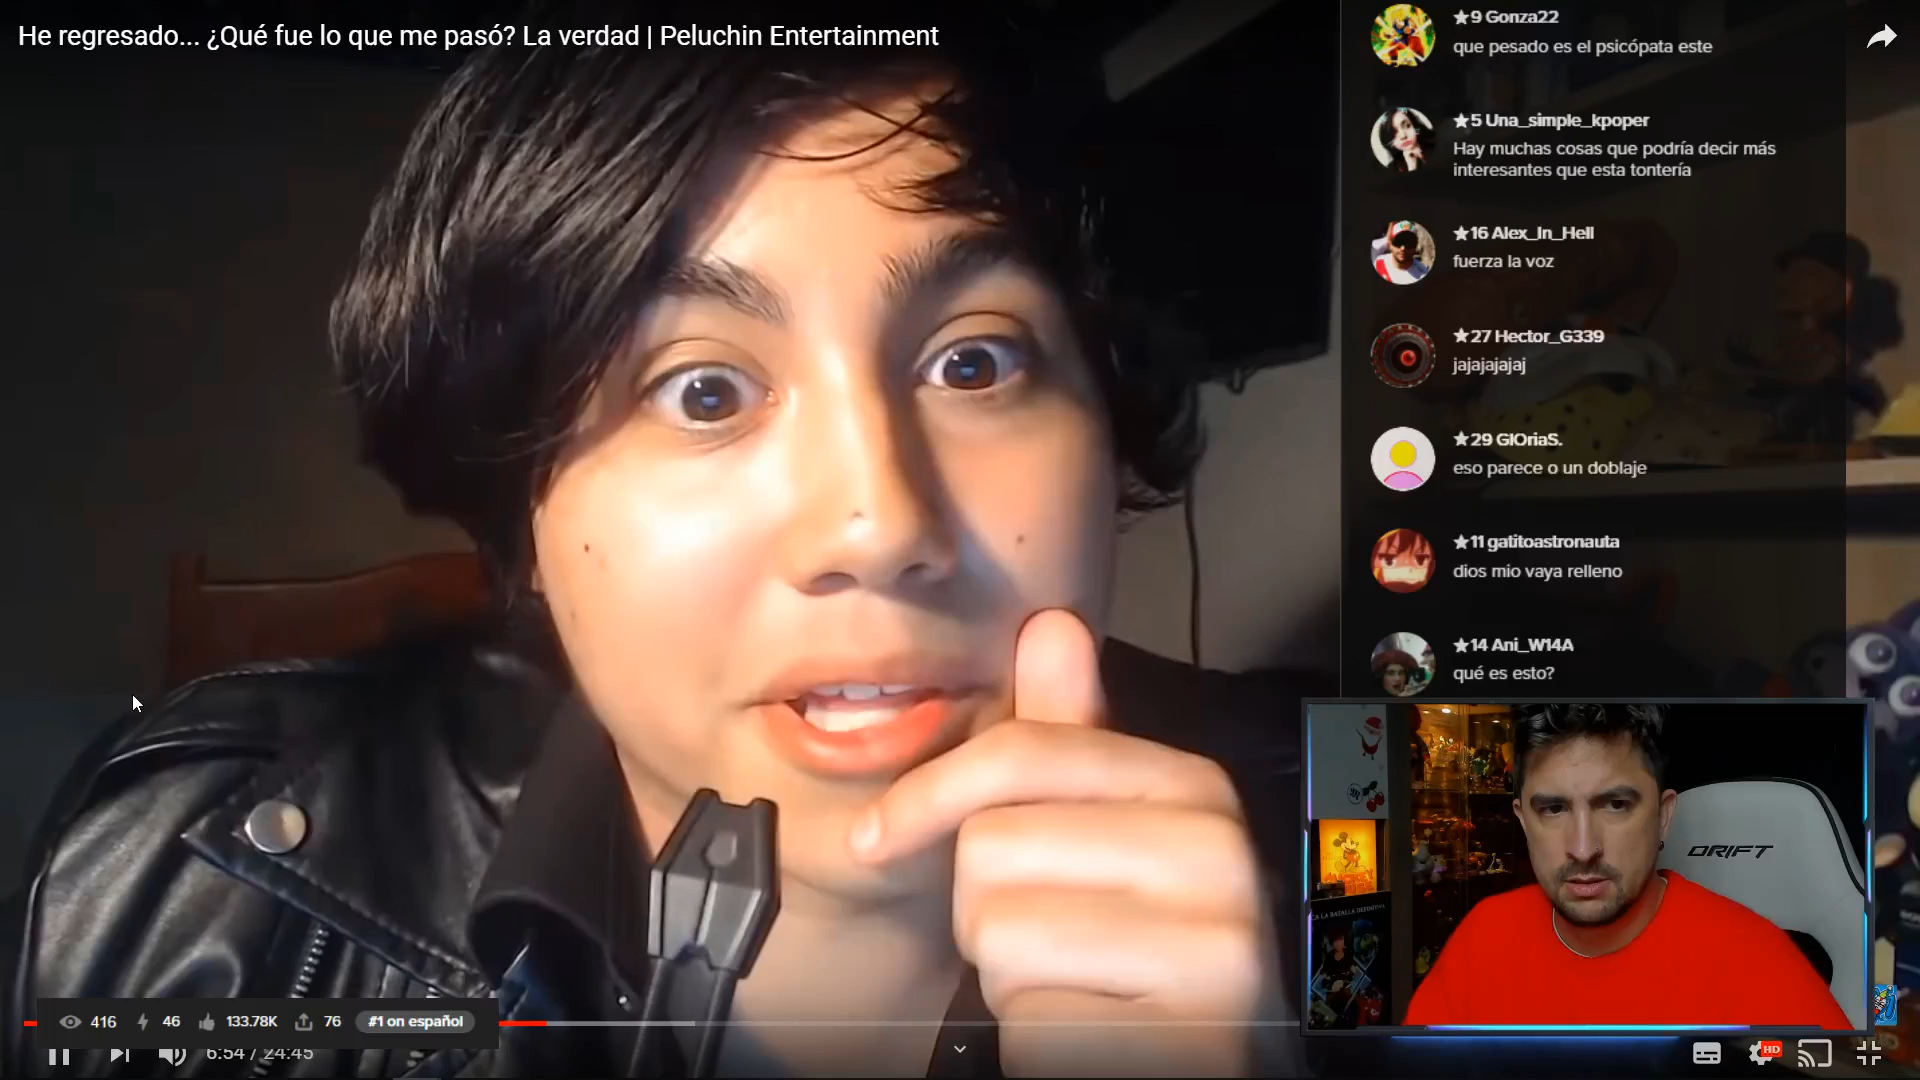 He regresado... ¿Qué fue lo que me pasó? La verdad | Peluchin Entertainment
★9 Gonza22
que pesado es el psicópata este
★5 Una_simple_kpoper
Hay muchas cosas que podría decir más
interesantes que esta tontería
★16 Alex_In_Hell
fuerza la voz
★27 Hector_G339
jajajajajaj
★29 GlOriaS.
eso parece o un doblaje
★11 gatitoastronauta
dios mio vaya relleno
★14 Ani_W14A
qué es esto?
DRIFT
LA BATALLA DEFINITIVA
416 46 133.78K 76 #1 on español
6:54 / 24:45
HD